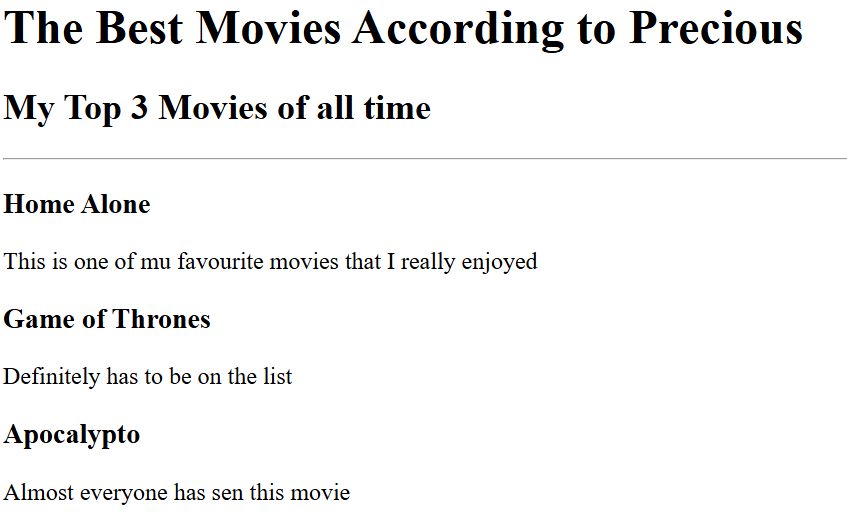 The Best Movies According to Precious
My Top 3 Movies of all time
Home Alone
This is one of mu favourite movies that I really enjoyed
Game of Thrones
Definitely has to be on the list
Apocalypto
Almost everyone has sen this movie